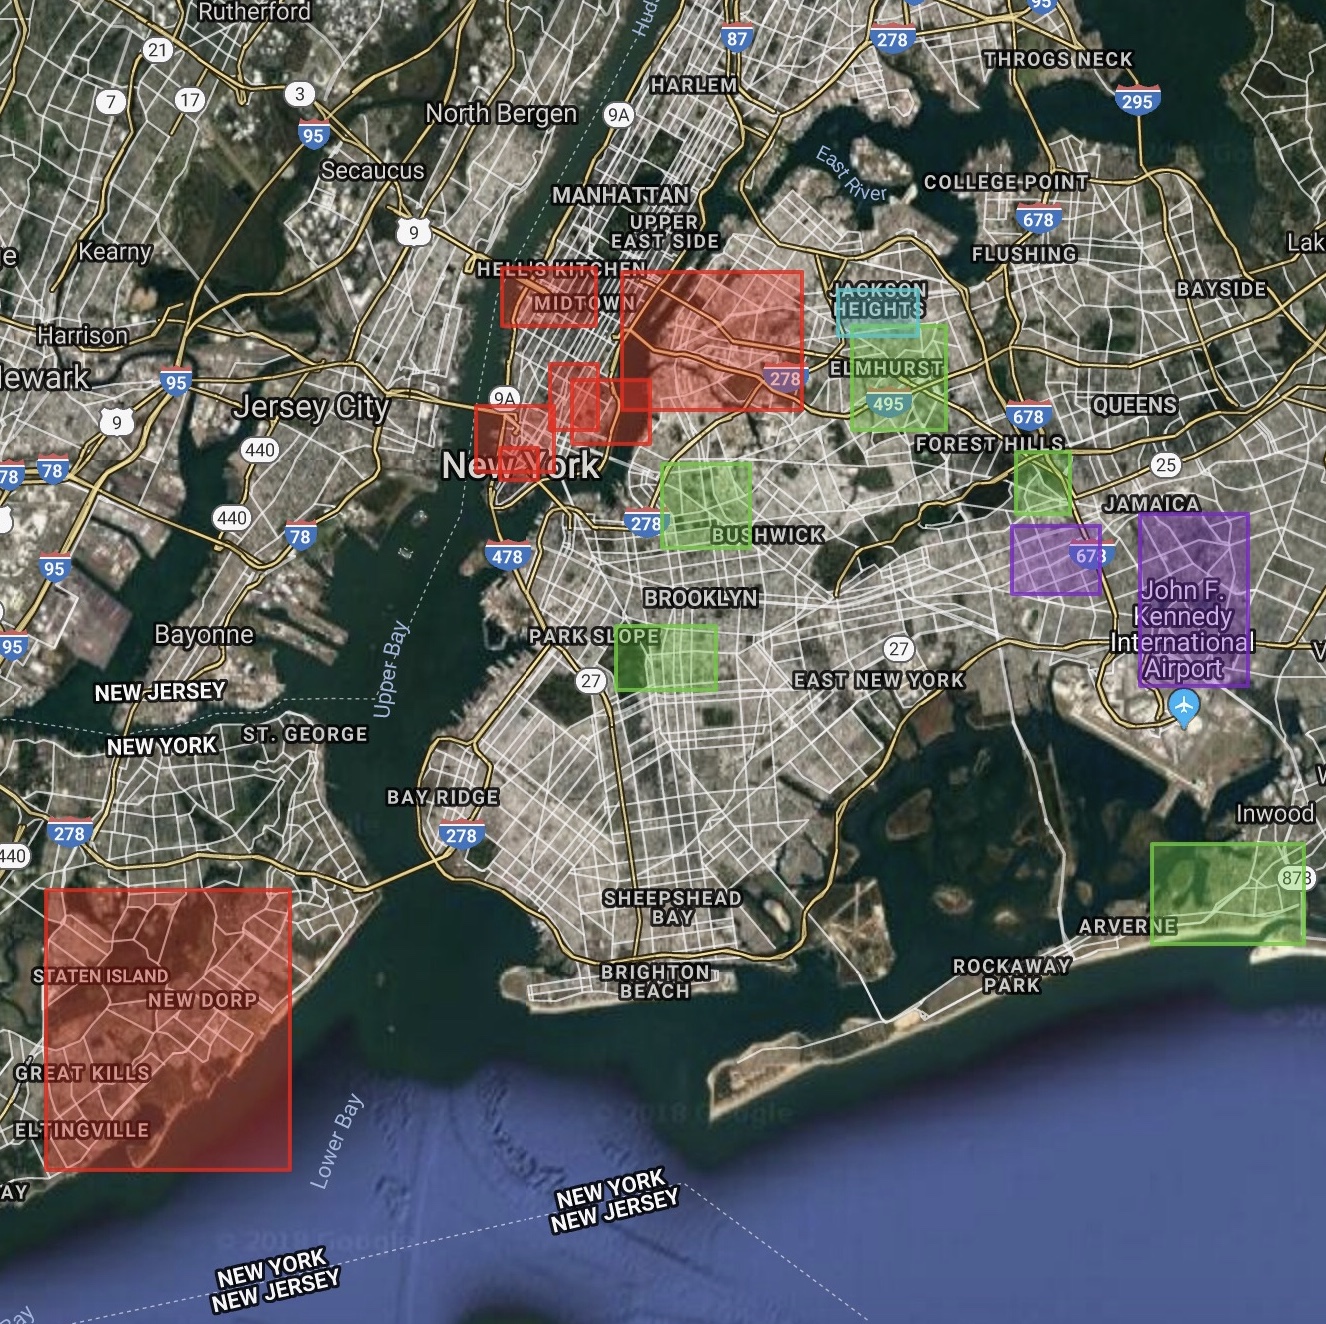 Rutherford
21
87
278
95
THROGS NECK
HARLEM
7
17
3
295
North Bergen
9A
95
Secaucus
East River
COLLEGE POINT
MANHATTAN
678
9
UPPER
EAST SIDE
Kearny
FLUSHING
HELL'S KITCHEN
JACKSON
HEIGHTS
BAYSIDE
MIDTOWN
Harrison
ELMHURST
278
95
9A
495
QUEENS
Jersey City
9
678
FOREST HILLS
440
New York
25
78
78
JAMAICA
440
278
BUSHWICK
78
478
678
95
John F.
Kennedy
International
Airport
BROOKLYN
Bayonne
PARK SLOPE
27
95
Upper Bay
27
EAST NEW YORK
NEW JERSEY
NEW YORK
ST. GEORGE
BAY RIDGE
Inwood
278
278
440
878
SHEEPSHEAD
BAY
ARVERNE
STATEN ISLAND
NEW DORP
BRIGHTON
BEACH
ROCKAWAY
PARK
GREAT KILLS
ELTINGVILLE
Lower Bay
NEW YORK
NEW JERSEY
NEW YORK
NEW JERSEY